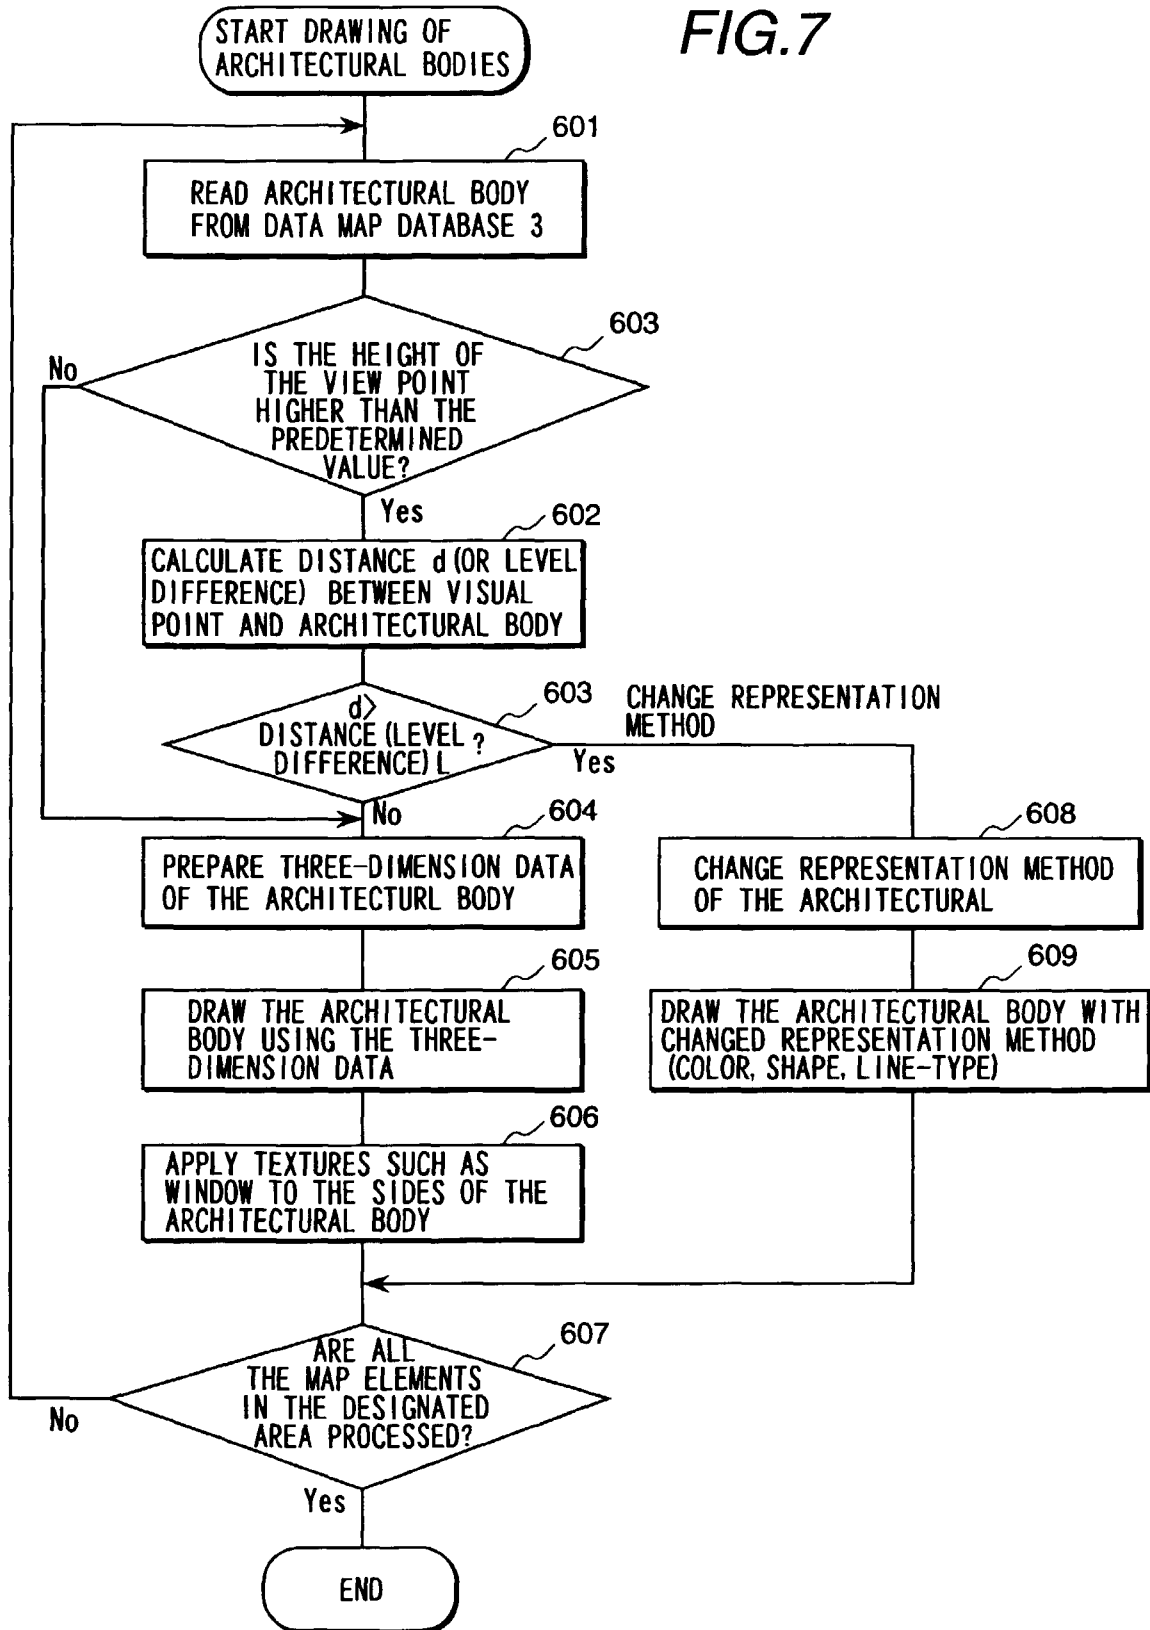 FIG.7
START DRAWING OF
ARCHITECTURAL BODIES
601
READ ARCHITECTURAL BODY
FROM DATA MAP DATABASE 3
603
No
IS THE HEIGHT OF
THE VIEW POINT
HIGHER THAN THE
PREDETERMINED
VALUE?
Yes
602
CALCULATE DISTANCE d(OR LEVEL
DIFFERENCE) BETWEEN VISUAL
POINT AND ARCHITECTURAL BODY
603
d>
DISTANCE(LEVEL ?
DIFFERENCE)L
CHANGE REPRESENTATION
METHOD
Yes
No
604
PREPARE THREE-DIMENSION DATA
OF THE ARCHITECTURL BODY
608
CHANGE REPRESENTATION METHOD
OF THE ARCHITECTURAL
605
DRAW THE ARCHITECTURAL
BODY USING THE THREE-
DIMENSION DATA
609
DRAW THE ARCHITECTURAL BODY WITH
CHANGED REPRESENTATION METHOD
(COLOR, SHAPE, LINE-TYPE)
606
APPLY TEXTURES SUCH AS
WINDOW TO THE SIDES OF THE
ARCHITECTURAL BODY
607
ARE ALL
THE MAP ELEMENTS
IN THE DESIGNATED
AREA PROCESSED?
No
Yes
END